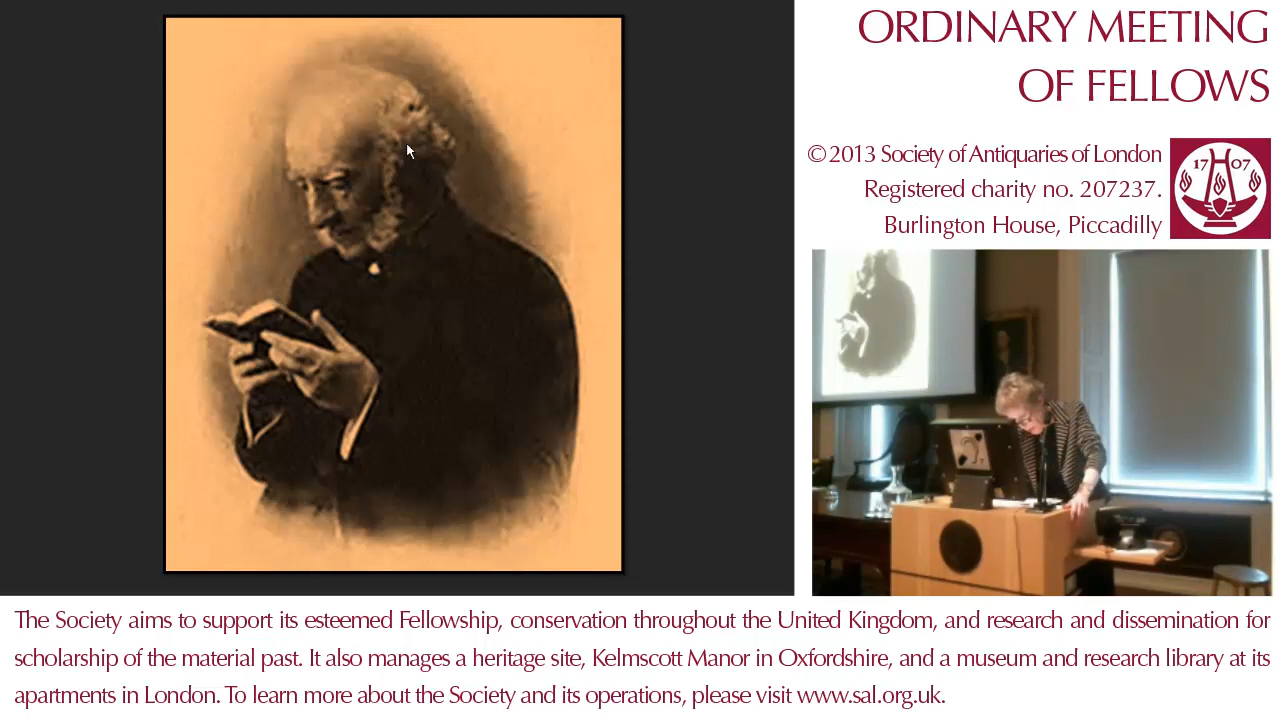 ORDINARY MEETING
OF FELLOWS
© 2013 Society of Antiquaries of London
Registered charity no. 207237.
Burlington House, Piccadilly
17 07
The Society aims to support its esteemed Fellowship, conservation throughout the United Kingdom, and research and dissemination for
scholarship of the material past. It also manages a heritage site, Kelmscott Manor in Oxfordshire, and a museum and research library at its
apartments in London. To learn more about the Society and its operations, please visit www.sal.org.uk.